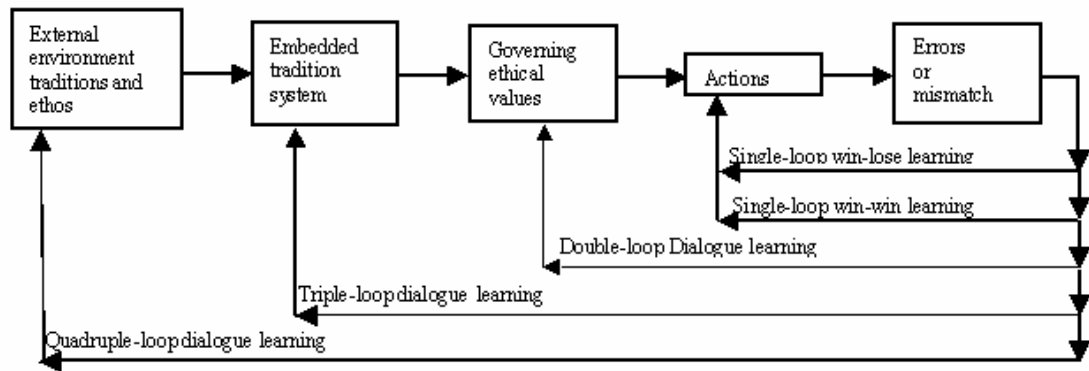 External
environment
traditions and
ethos
Embedded
tradition
system
Governing
ethical
values
Actions
Errors
or
mismatch
Single-loop win-lose learning
Single-loop win-win learning
Double-loop Dialogue learning
Triple-loop dialogue learning
Quadruple-loop dialogue learning